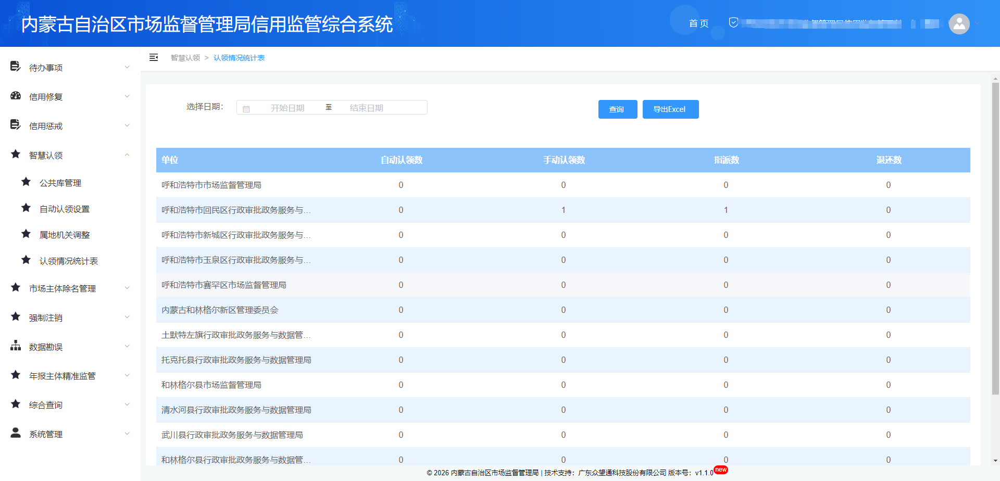 内蒙古自治区市场监督管理局信用监管综合系统
首页
待办事项
信用修复
信用惩戒
智慧认领
公共库管理
自动认领设置
属地机关调整
认领情况统计表
市场主体除名管理
强制注销
数据勘误
年报主体精准监管
综合查询
系统管理
智慧认领 > 认领情况统计表
选择日期： 开始日期 至 结束日期 查询 导出Excel
单位 自动认领数 手动认领数 指派数 退还数
呼和浩特市市场监督管理局 0 0 0 0
呼和浩特市回民区行政审批政务服务与... 0 1 1 0
呼和浩特市新城区行政审批政务服务与... 0 0 0 0
呼和浩特市玉泉区行政审批政务服务与... 0 0 0 0
呼和浩特市赛罕区市场监督管理局 0 0 0 0
内蒙古和林格尔新区管理委员会 0 0 0 0
土默特左旗行政审批政务服务与数据管... 0 0 0 0
托克托县行政审批政务服务与数据管理局 0 0 0 0
和林格尔县市场监督管理局 0 0 0 0
清水河县行政审批政务服务与数据管理局 0 0 0 0
武川县行政审批政务服务与数据管理局 0 0 0 0
和林格尔县行政审批政务服务与数据管... 0 0 0 0
© 2026 内蒙古自治区市场监督管理局 | 技术支持：广东众望通科技股份有限公司 版本号：v1.1.0 new